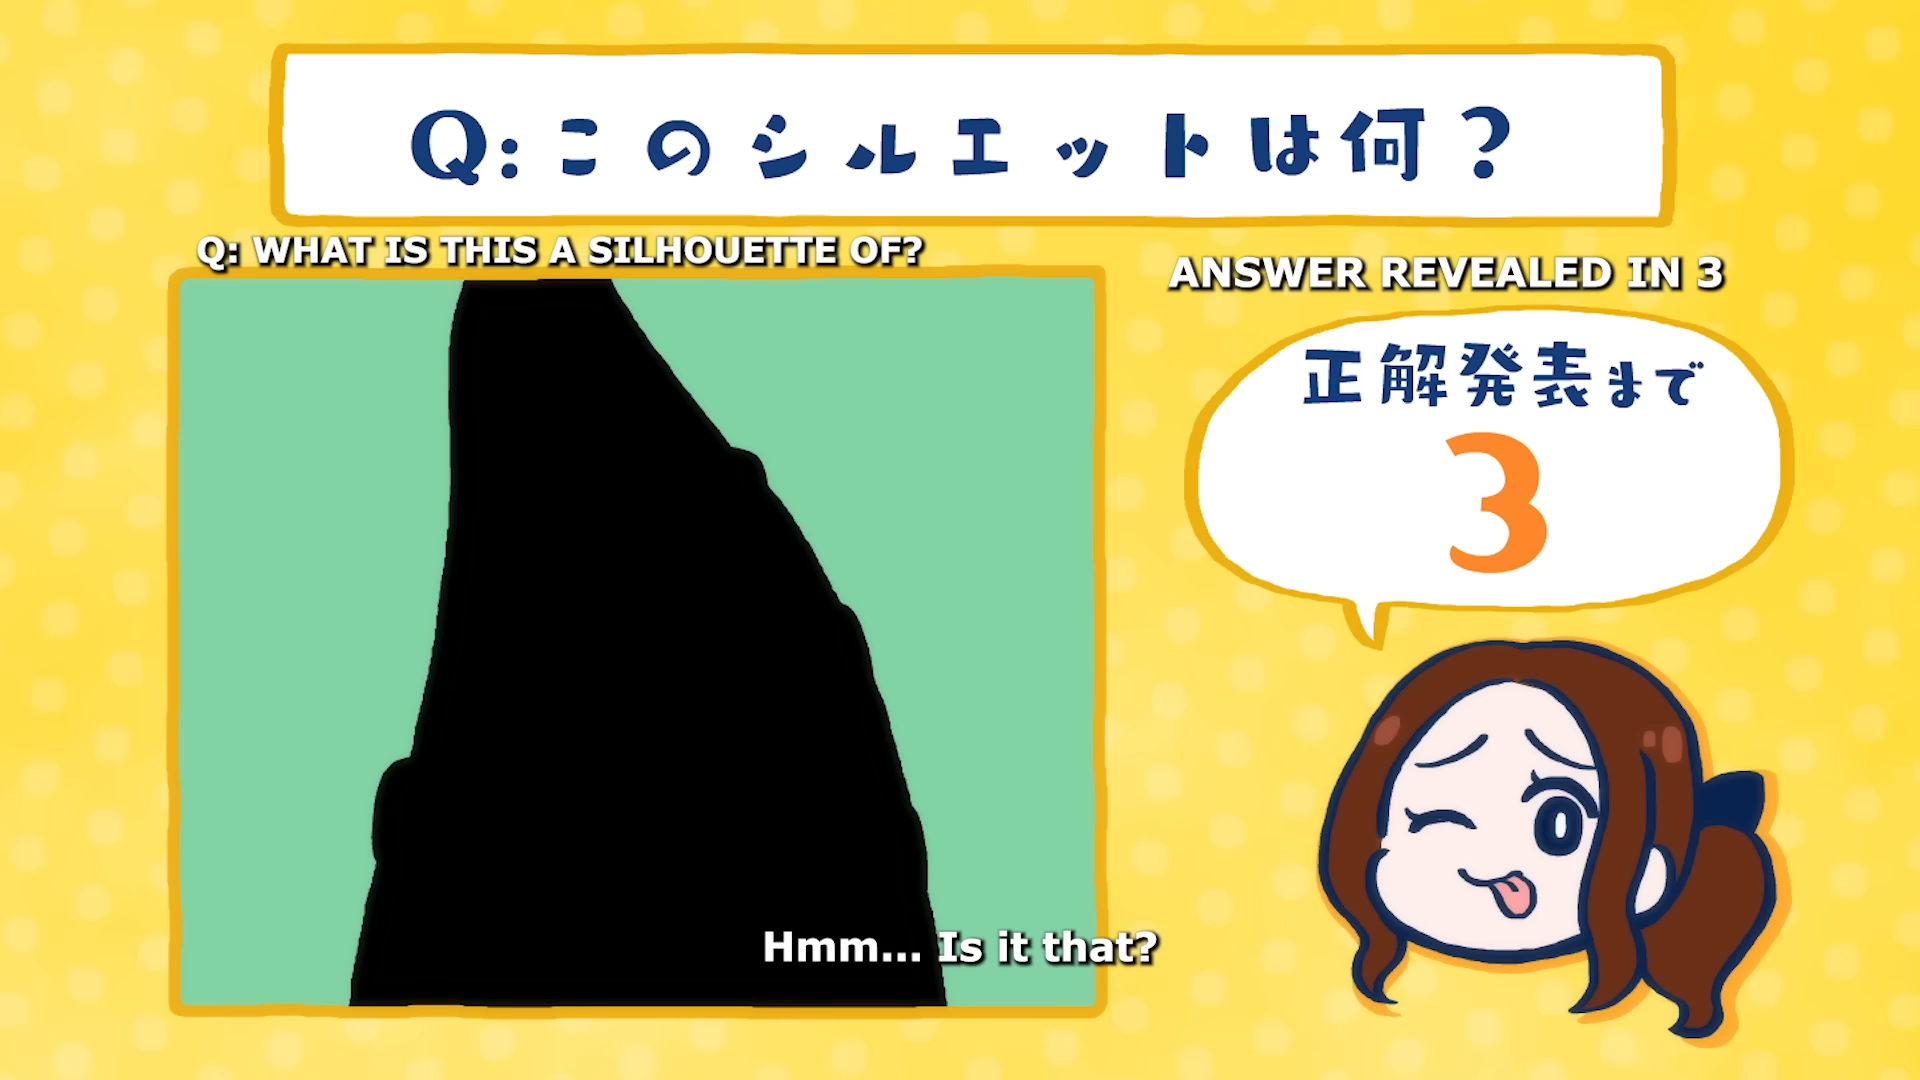 Q:このシルエットは何？
Q: WHAT IS THIS A SILHOUETTE OF?
ANSWER REVEALED IN 3
正解発表まで
3
Hmm... Is it that?